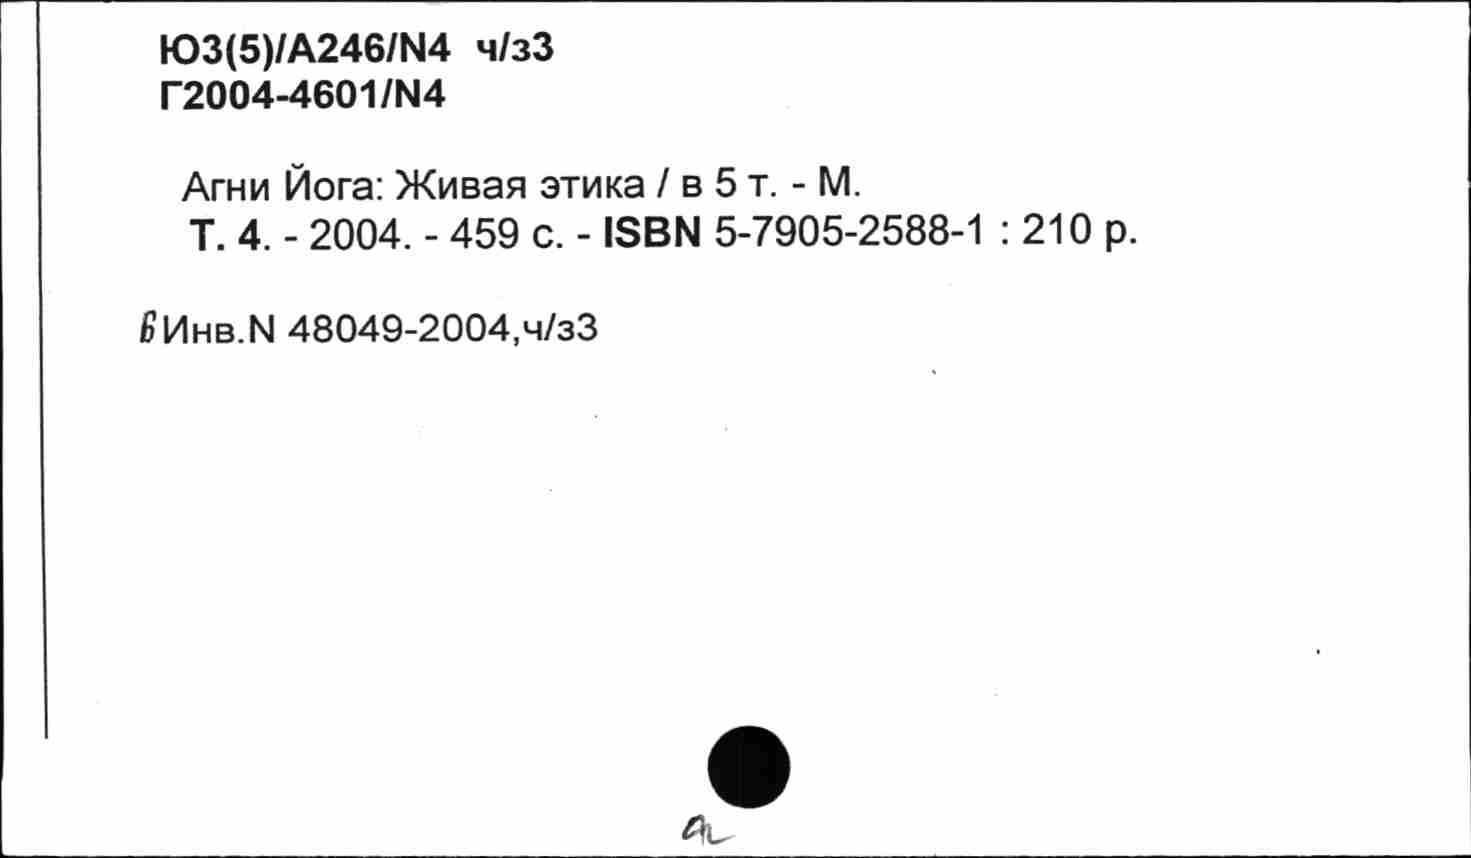 Ю3(5)/А246/N4 ч/з3
Г2004-4601/N4
Агни Йога: Живая этика / в 5 т. - М.
Т. 4. - 2004. - 459 с. - ISBN 5-7905-2588-1 : 210 р.
Инв.N 48049-2004,ч/з3